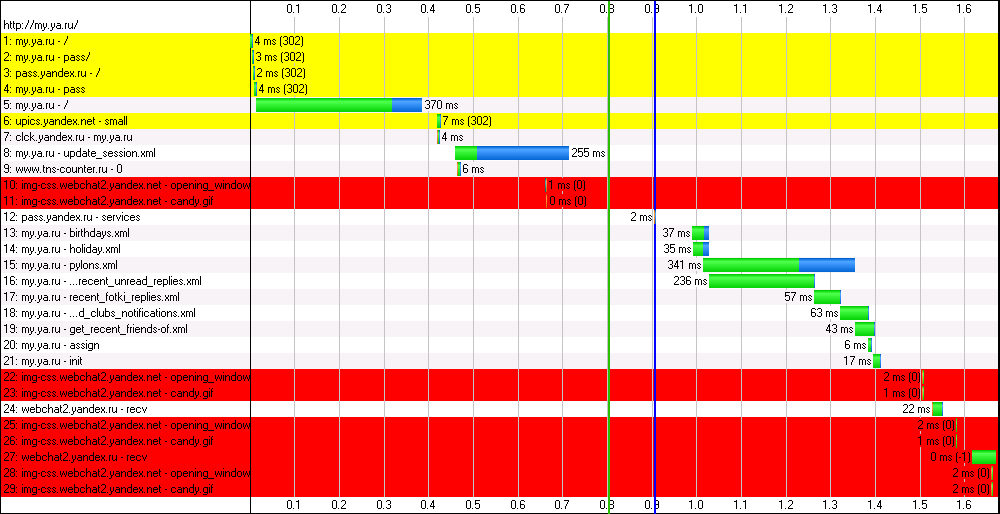 0.1 0.2 0.3 0.4 0.5 0.6 0.7 0.8 0.9 1.0 1.1 1.2 1.3 1.4 1.5 1.6
http://my.ya.ru/
1: my.ya.ru - / 4 ms (302)
2: my.ya.ru - pass/ 3 ms (302)
3: pass.yandex.ru - / 2 ms (302)
4: my.ya.ru - pass 4 ms (302)
5: my.ya.ru - / 370 ms
6: upics.yandex.net - small 7 ms (302)
7: clck.yandex.ru - my.ya.ru 4 ms
8: my.ya.ru - update_session.xml 255 ms
9: www.tns-counter.ru - 0 6 ms
10: img-css.webchat2.yandex.net - opening_window 1 ms (0)
11: img-css.webchat2.yandex.net - candy.gif 0 ms (0)
12: pass.yandex.ru - services 2 ms
13: my.ya.ru - birthdays.xml 37 ms
14: my.ya.ru - holiday.xml 35 ms
15: my.ya.ru - pylons.xml 341 ms
16: my.ya.ru - ...recent_unread_replies.xml 236 ms
17: my.ya.ru - recent_fotki_replies.xml 57 ms
18: my.ya.ru - ...d_clubs_notifications.xml 63 ms
19: my.ya.ru - get_recent_friends-of.xml 43 ms
20: my.ya.ru - assign 6 ms
21: my.ya.ru - init 17 ms
22: img-css.webchat2.yandex.net - opening_window 2 ms (0)
23: img-css.webchat2.yandex.net - candy.gif 1 ms (0)
24: webchat2.yandex.ru - recv 22 ms
25: img-css.webchat2.yandex.net - opening_window 2 ms (0)
26: img-css.webchat2.yandex.net - candy.gif 1 ms (0)
27: webchat2.yandex.ru - recv 0 ms (-1)
28: img-css.webchat2.yandex.net - opening_window 2 ms (0)
29: img-css.webchat2.yandex.net - candy.gif 2 ms (0)
0.1 0.2 0.3 0.4 0.5 0.6 0.7 0.8 0.9 1.0 1.1 1.2 1.3 1.4 1.5 1.6